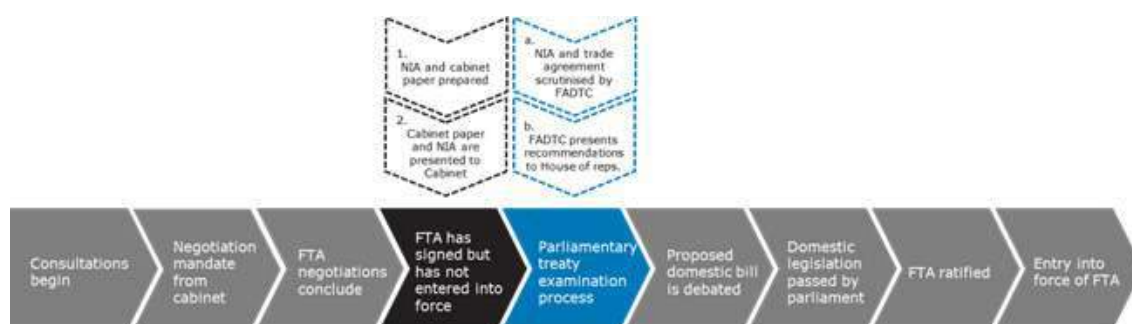 1.
NIA and cabinet
paper prepared
2.
Cabinet paper
and NIA are
presented to
Cabinet
a.
NIA and trade
agreement
scrutinised by
FADTC
b.
FADTC presents
recommendations
to House of reps.
Consultations
begin
Negotiation
mandate
from
cabinet
FTA
negotiations
conclude
FTA has
signed but
has not
entered into
force
Parliamentary
treaty
examination
process
Proposed
domestic bill
is debated
Domestic
legislation
passed by
parliament
FTA ratified
Entry into
force of FTA